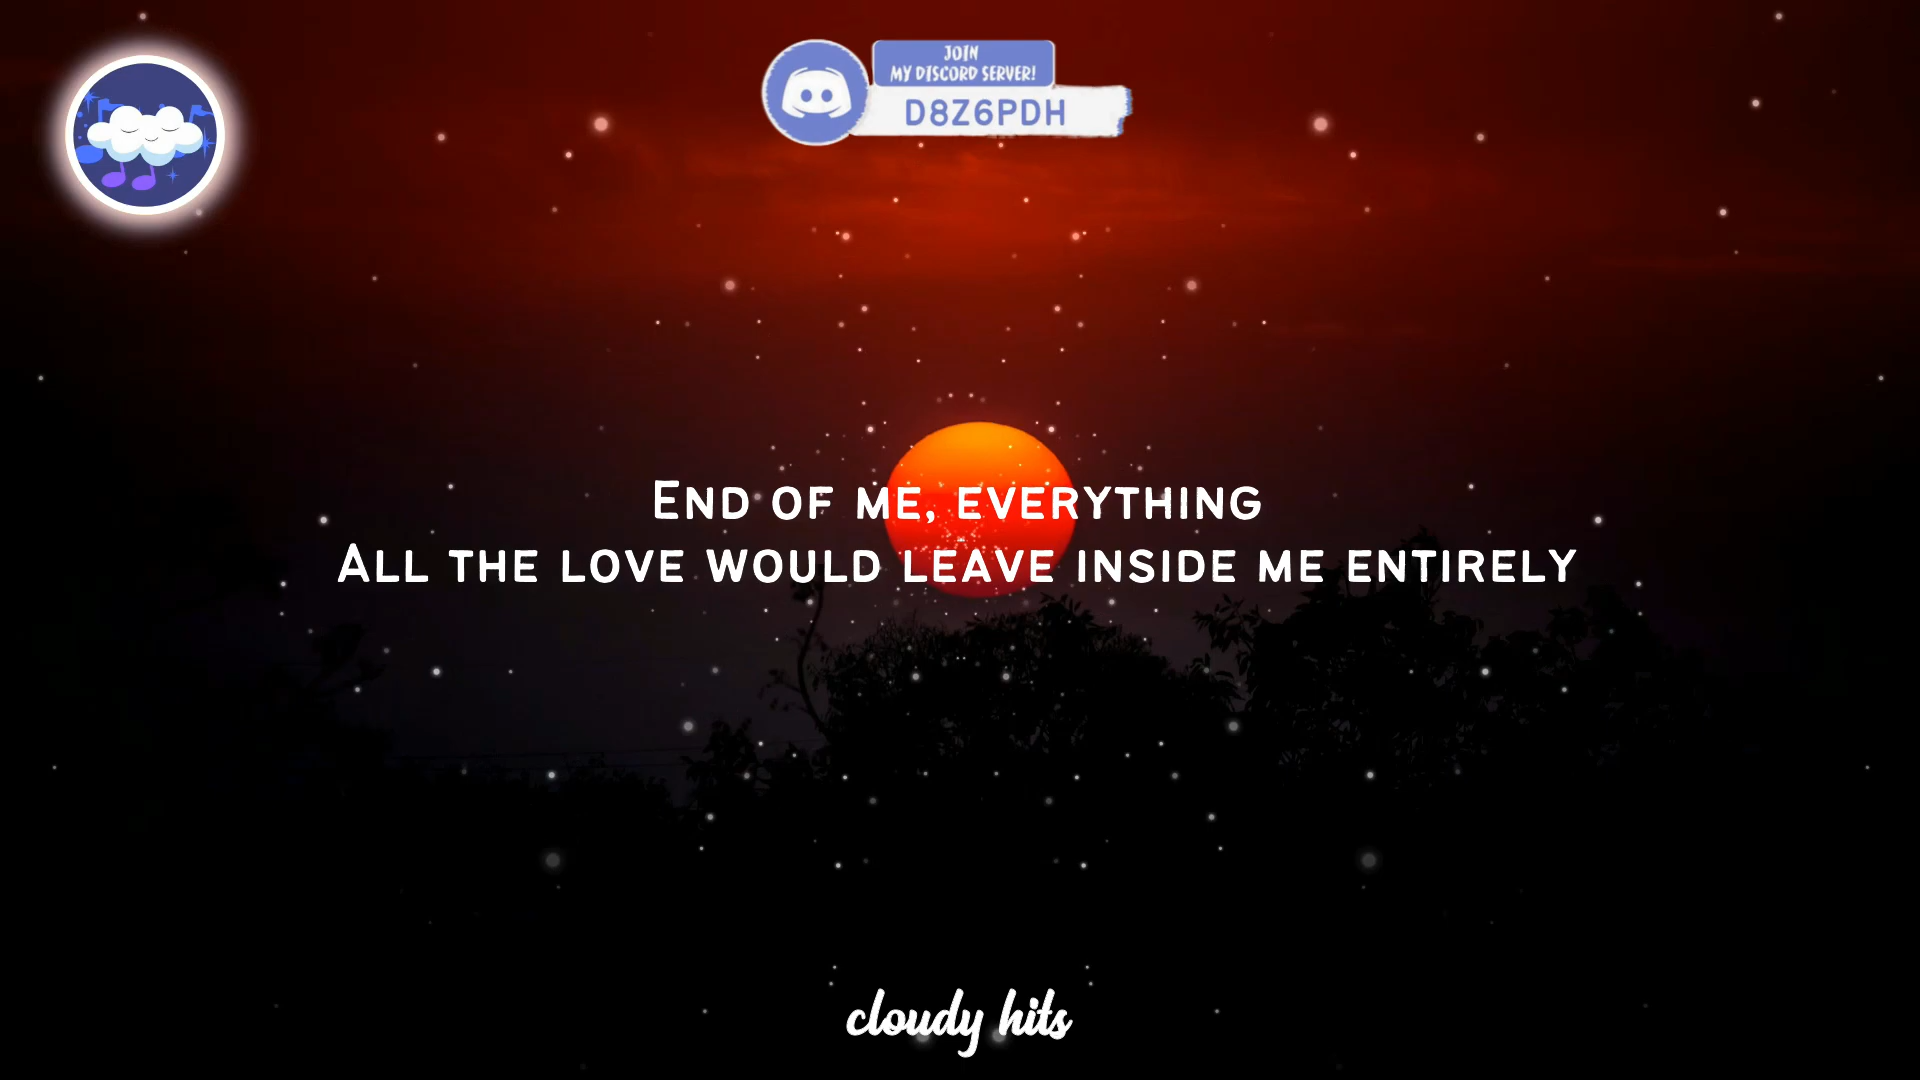 JOIN
MY DISCORD SERVER!
D8Z6PDH
END OF ME, EVERYTHING
ALL THE LOVE WOULD LEAVE INSIDE ME ENTIRELY
cloudy hits